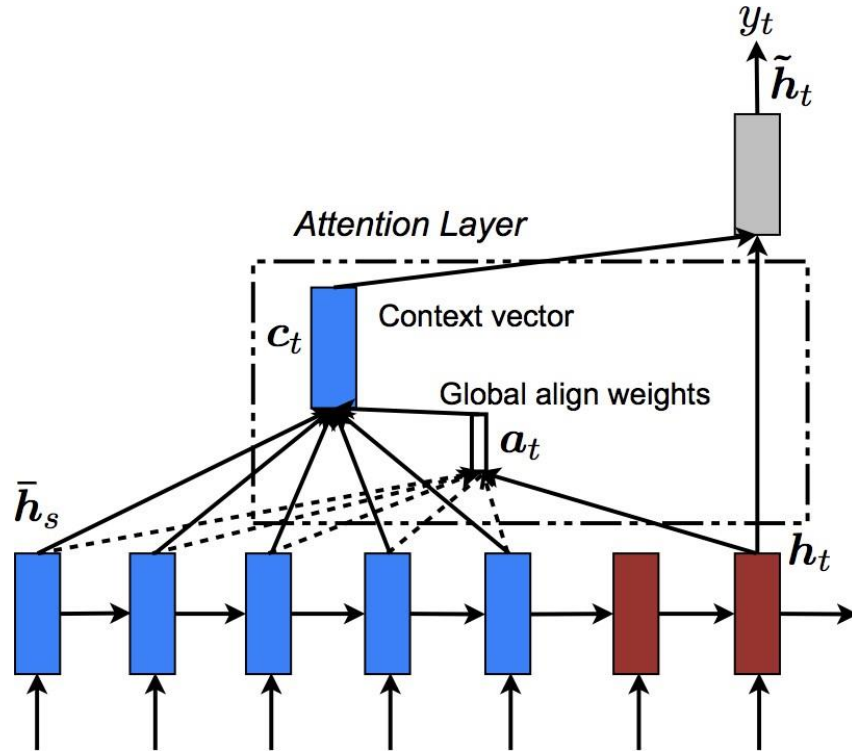 y_t
h̃_t
Attention Layer
c_t
Context vector
Global align weights
a_t
h̄_s
h_t